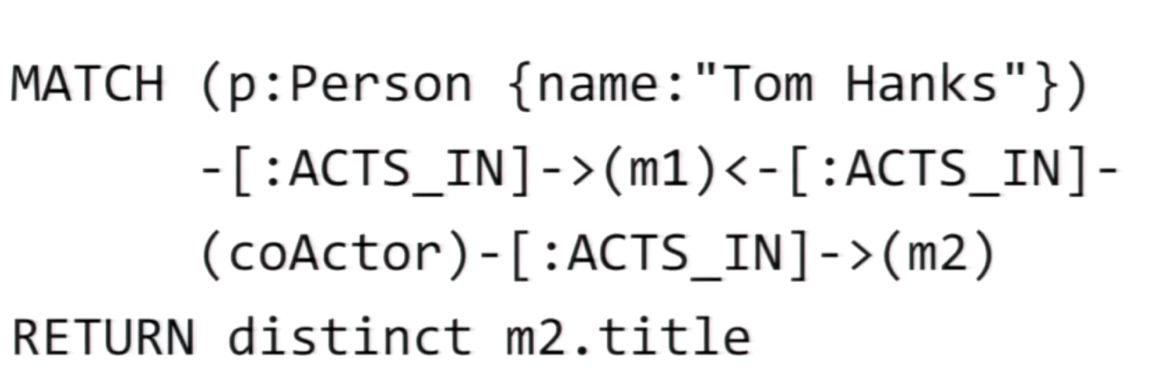 MATCH (p:Person {name:"Tom Hanks"})
-[:ACTS_IN]->(m1)<-[:ACTS_IN]-
(coActor)-[:ACTS_IN]->(m2)
RETURN distinct m2.title